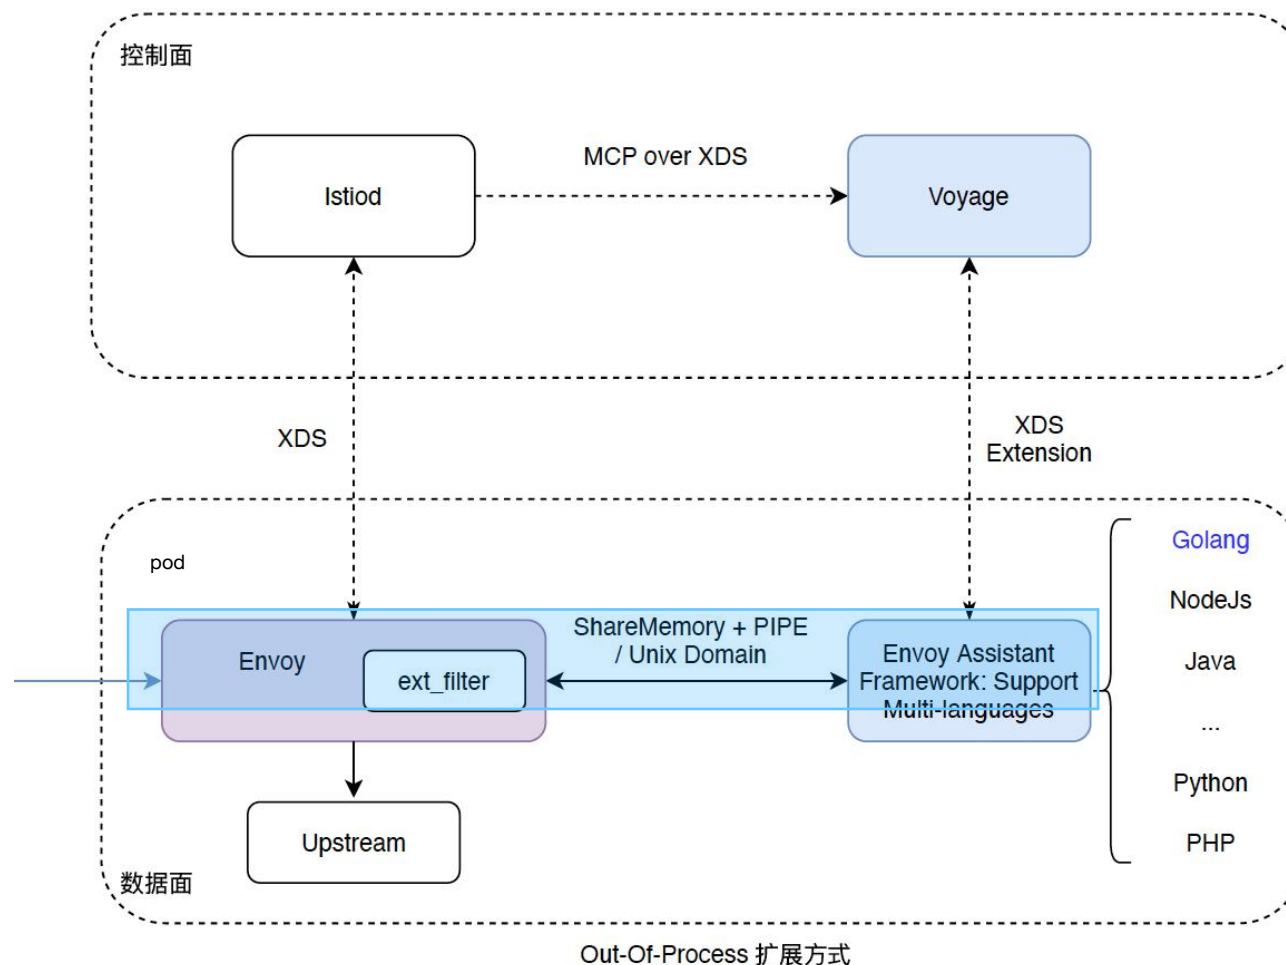 控制面
MCP over XDS
Istiod
Voyage
XDS
XDS
Extension
pod
Golang
NodeJs
Java
...
Python
PHP
Envoy
ext_filter
ShareMemory + PIPE
/ Unix Domain
Envoy Assistant
Framework: Support
Multi-languages
Upstream
数据面
Out-Of-Process 扩展方式